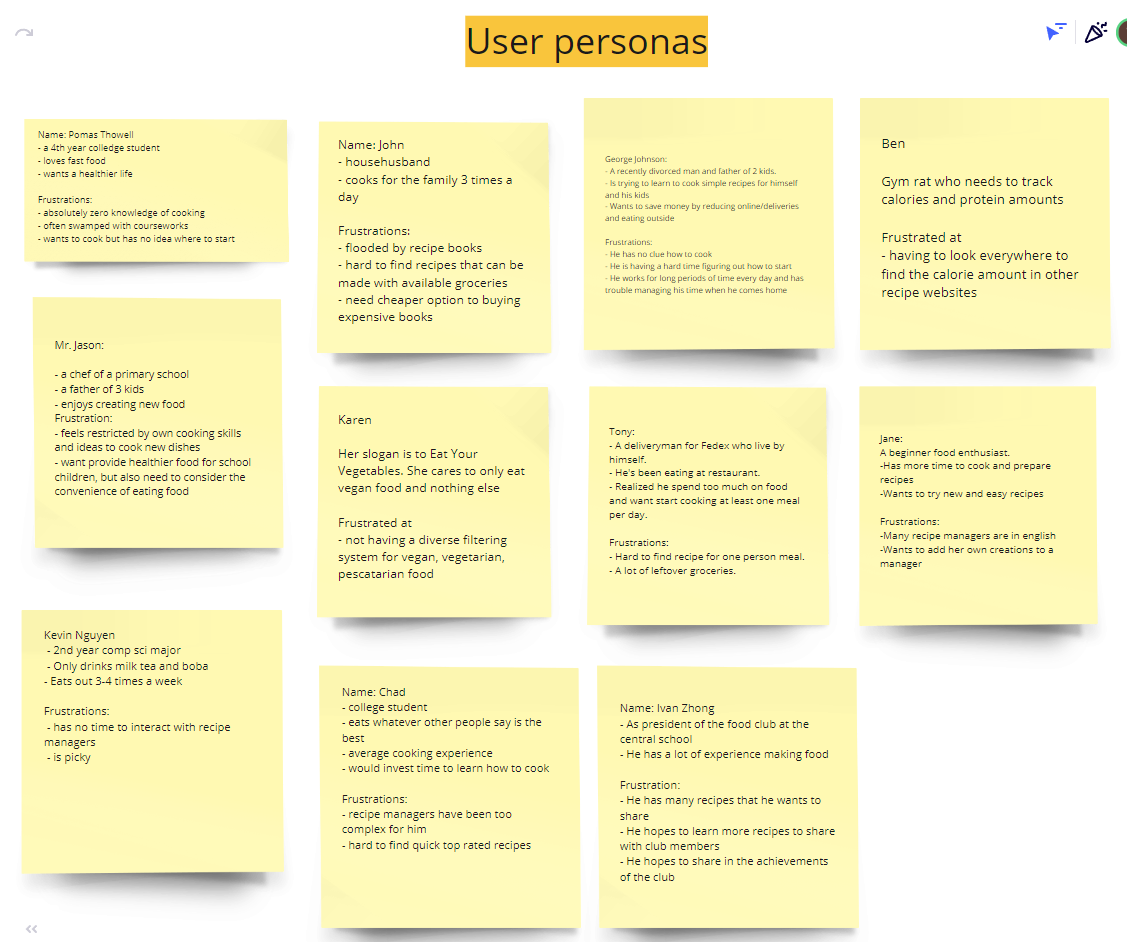 User personas
Name: Pomas Thowell
- a 4th year colledge student
- loves fast food
- wants a healthier life
Frustrations:
- absolutely zero knowledge of cooking
- often swamped with courseworks
- wants to cook but has no idea where to start
Name: John
- househusband
- cooks for the family 3 times a
day
Frustrations:
- flooded by recipe books
- hard to find recipes that can be
made with available groceries
- need cheaper option to buying
expensive books
George Johnson:
- A recently divorced man and father of 2 kids.
- Is trying to learn to cook simple recipes for himself
and his kids
- Wants to save money by reducing online/deliveries
and eating outside
Frustrations:
- He has no clue how to cook
- He is having a hard time figuring out how to start
- He works for long periods of time every day and has
trouble managing his time when he comes home
Ben
Gym rat who needs to track
calories and protein amounts
Frustrated at
- having to look everywhere to
find the calorie amount in other
recipe websites
Mr. Jason:
- a chef of a primary school
- a father of 3 kids
- enjoys creating new food
Frustration:
- feels restricted by own cooking skills
and ideas to cook new dishes
- want provide healthier food for school
children, but also need to consider the
convenience of eating food
Karen
Her slogan is to Eat Your
Vegetables. She cares to only eat
vegan food and nothing else
Frustrated at
- not having a diverse filtering
system for vegan, vegetarian,
pescatarian food
Tony:
- A deliveryman for Fedex who live by
himself.
- He's been eating at restaurant.
- Realized he spend too much on food
and want start cooking at least one meal
per day.
Frustrations:
- Hard to find recipe for one person meal.
- A lot of leftover groceries.
Jane:
A beginner food enthusiast.
-Has more time to cook and prepare
recipes
-Wants to try new and easy recipes
Frustrations:
-Many recipe managers are in english
-Wants to add her own creations to a
manager
Kevin Nguyen
- 2nd year comp sci major
- Only drinks milk tea and boba
- Eats out 3-4 times a week
Frustrations:
- has no time to interact with recipe
managers
- is picky
Name: Chad
- college student
- eats whatever other people say is the
best
- average cooking experience
- would invest time to learn how to cook
Frustrations:
- recipe managers have been too
complex for him
- hard to find quick top rated recipes
Name: Ivan Zhong
- As president of the food club at the
central school
- He has a lot of experience making food
Frustration:
- He has many recipes that he wants to
share
- He hopes to learn more recipes to share
with club members
- He hopes to share in the achievements
of the club